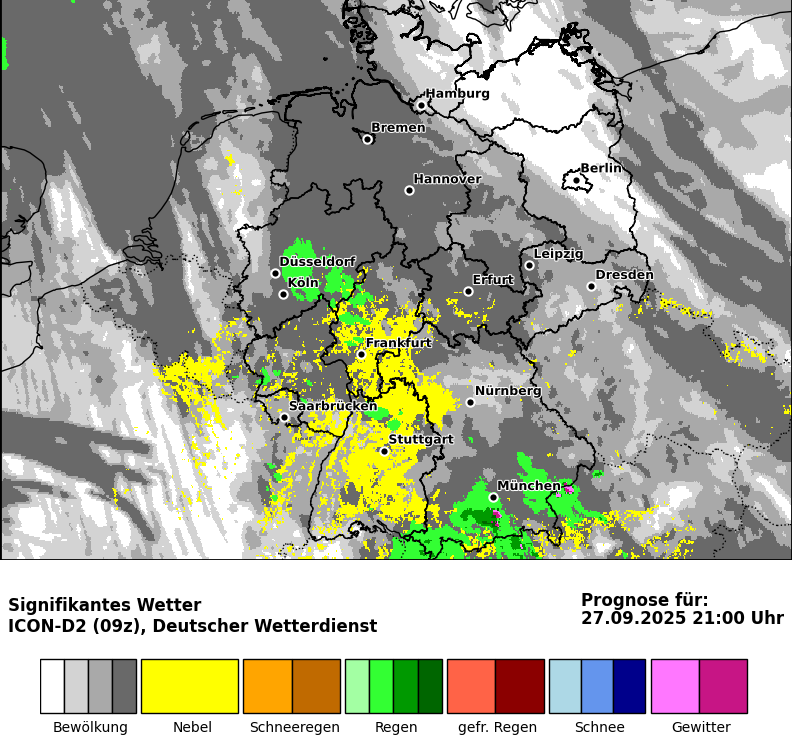 Hamburg
Bremen
Berlin
Hannover
Leipzig
Düsseldorf
Dresden
Köln
Erfurt
Frankfurt
Nürnberg
Saarbrücken
Stuttgart
München
Signifikantes Wetter
ICON-D2 (09z), Deutscher Wetterdienst
Prognose für:
27.09.2025 21:00 Uhr
Bewölkung Nebel Schneeregen Regen gefr. Regen Schnee Gewitter